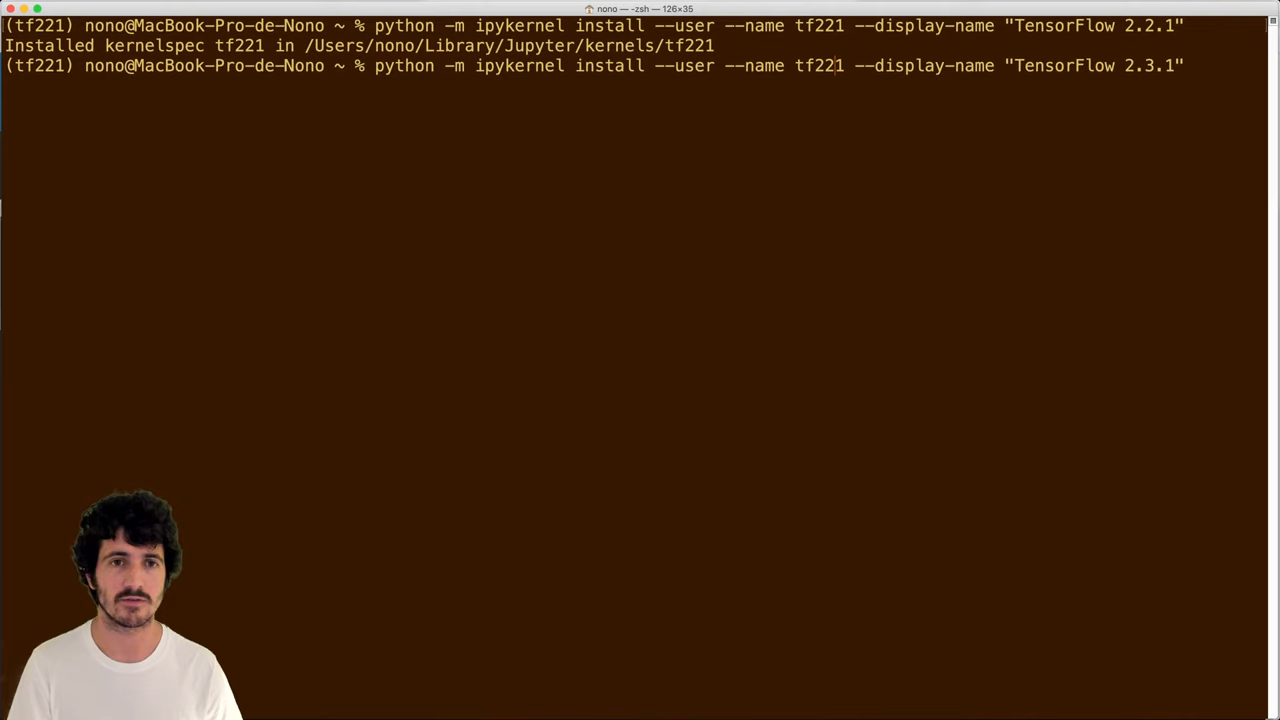 nono — -zsh — 126×35
(tf221) nono@MacBook-Pro-de-Nono ~ % python -m ipykernel install --user --name tf221 --display-name "TensorFlow 2.2.1"
Installed kernelspec tf221 in /Users/nono/Library/Jupyter/kernels/tf221
(tf221) nono@MacBook-Pro-de-Nono ~ % python -m ipykernel install --user --name tf221 --display-name "TensorFlow 2.3.1"